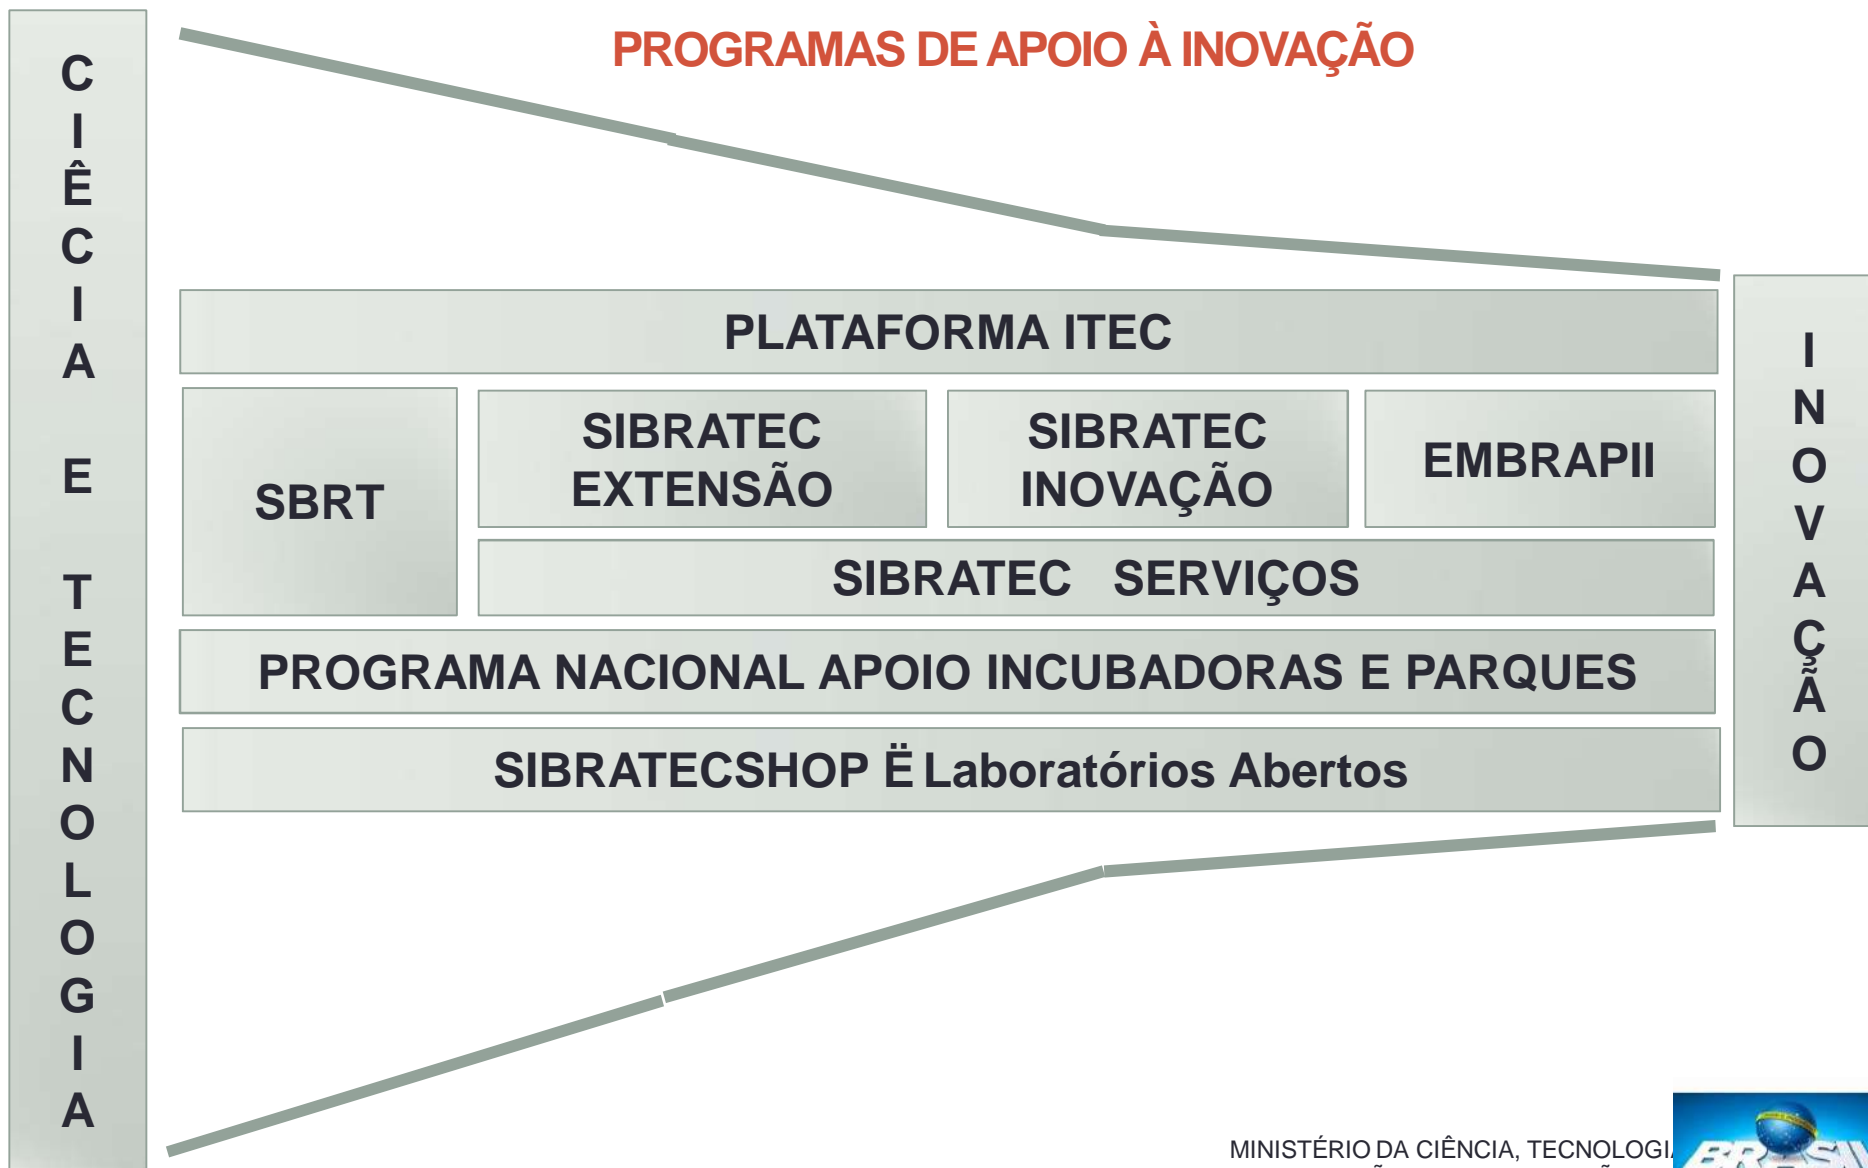 PROGRAMAS DE APOIO À INOVAÇÃO
C
I
Ê
C
I
A
E
T
E
C
N
O
L
O
G
I
A
PLATAFORMA ITEC
SBRT
SIBRATEC
EXTENSÃO
SIBRATEC
INOVAÇÃO
EMBRAPII
SIBRATEC SERVIÇOS
PROGRAMA NACIONAL APOIO INCUBADORAS E PARQUES
SIBRATECSHOP Ë Laboratórios Abertos
I
N
O
V
A
Ç
Ã
O
MINISTÉRIO DA CIÊNCIA, TECNOLOGIA